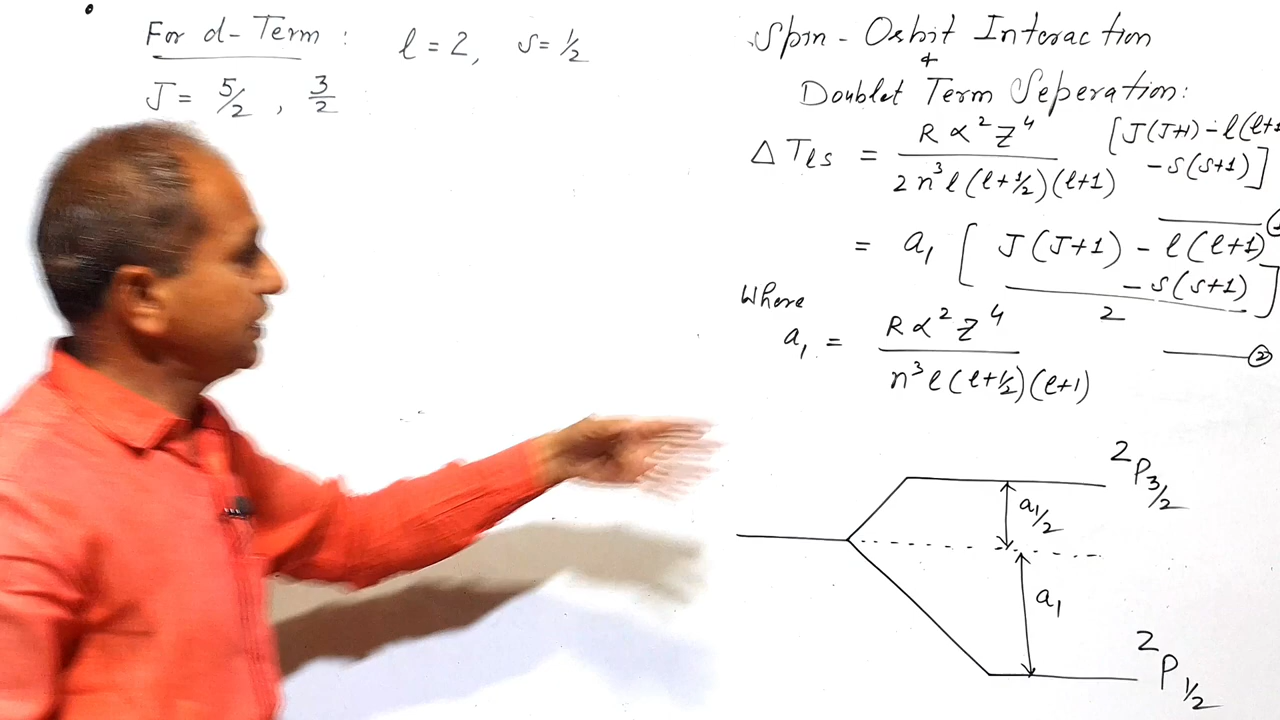 For d-Term : l = 2, s = 1/2
J = 5/2 , 3/2
Spin - Orbit Interaction
&
Doublet Term Seperation:
ΔT_ls = Rα²Z⁴ / 2n³l(l+1/2)(l+1) [J(J+1) - l(l+1
- s(s+1)]
= a₁ [ J(J+1) - l(l+1)
- s(s+1) ]
2
Where
a₁ = Rα²Z⁴ / n³l(l+1/2)(l+1) —②
²P₃/₂
a₁/2
a₁
²P₁/₂